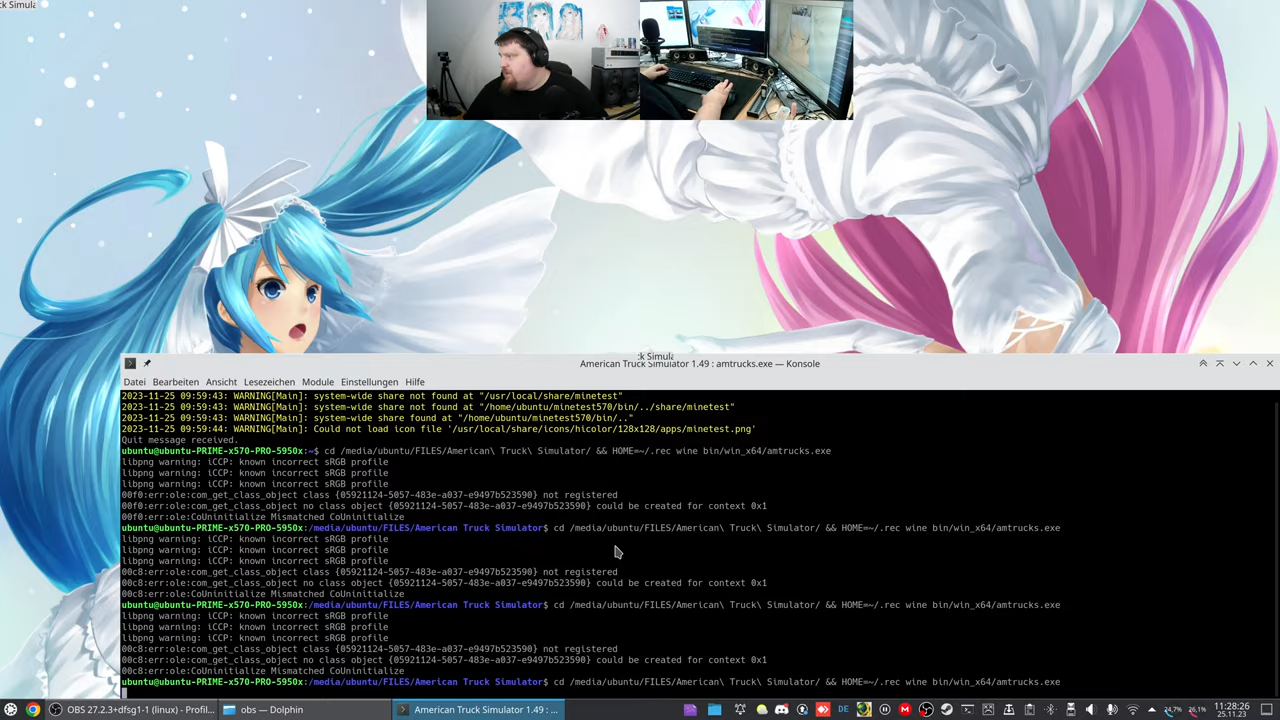 ck Simula
ck Simula
American Truck Simulator 1.49 : amtrucks.exe — Konsole
Datei Bearbeiten Ansicht Lesezeichen Module Einstellungen Hilfe
2023-11-25 09:59:43: WARNING[Main]: system-wide share not found at "/usr/local/share/minetest"
2023-11-25 09:59:43: WARNING[Main]: system-wide share not found at "/home/ubuntu/minetest570/bin/../share/minetest"
2023-11-25 09:59:43: WARNING[Main]: system-wide share found at "/home/ubuntu/minetest570/bin/.."
2023-11-25 09:59:44: WARNING[Main]: Could not load icon file '/usr/local/share/icons/hicolor/128x128/apps/minetest.png'
Quit message received.
ubuntu@ubuntu-PRIME-x570-PRO-5950x:~$ cd /media/ubuntu/FILES/American\ Truck\ Simulator/ && HOME=~/.rec wine bin/win_x64/amtrucks.exe
libpng warning: iCCP: known incorrect sRGB profile
libpng warning: iCCP: known incorrect sRGB profile
libpng warning: iCCP: known incorrect sRGB profile
00f0:err:ole:com_get_class_object class {05921124-5057-483e-a037-e9497b523590} not registered
00f0:err:ole:com_get_class_object no class object {05921124-5057-483e-a037-e9497b523590} could be created for context 0x1
00f0:err:ole:CoUninitialize Mismatched CoUninitialize
ubuntu@ubuntu-PRIME-x570-PRO-5950x:/media/ubuntu/FILES/American Truck Simulator$ cd /media/ubuntu/FILES/American\ Truck\ Simulator/ && HOME=~/.rec wine bin/win_x64/amtrucks.exe
libpng warning: iCCP: known incorrect sRGB profile
libpng warning: iCCP: known incorrect sRGB profile
libpng warning: iCCP: known incorrect sRGB profile
00c8:err:ole:com_get_class_object class {05921124-5057-483e-a037-e9497b523590} not registered
00c8:err:ole:com_get_class_object no class object {05921124-5057-483e-a037-e9497b523590} could be created for context 0x1
00c8:err:ole:CoUninitialize Mismatched CoUninitialize
ubuntu@ubuntu-PRIME-x570-PRO-5950x:/media/ubuntu/FILES/American Truck Simulator$ cd /media/ubuntu/FILES/American\ Truck\ Simulator/ && HOME=~/.rec wine bin/win_x64/amtrucks.exe
libpng warning: iCCP: known incorrect sRGB profile
libpng warning: iCCP: known incorrect sRGB profile
libpng warning: iCCP: known incorrect sRGB profile
00c8:err:ole:com_get_class_object class {05921124-5057-483e-a037-e9497b523590} not registered
00c8:err:ole:com_get_class_object no class object {05921124-5057-483e-a037-e9497b523590} could be created for context 0x1
00c8:err:ole:CoUninitialize Mismatched CoUninitialize
ubuntu@ubuntu-PRIME-x570-PRO-5950x:/media/ubuntu/FILES/American Truck Simulator$ cd /media/ubuntu/FILES/American\ Truck\ Simulator/ && HOME=~/.rec wine bin/win_x64/amtrucks.exe
OBS 27.2.3+dfsg1-1 (linux) - Profil... obs — Dolphin American Truck Simulator 1.49 : ... DE 24,7% 26,1% 11:28:26
25.11.23